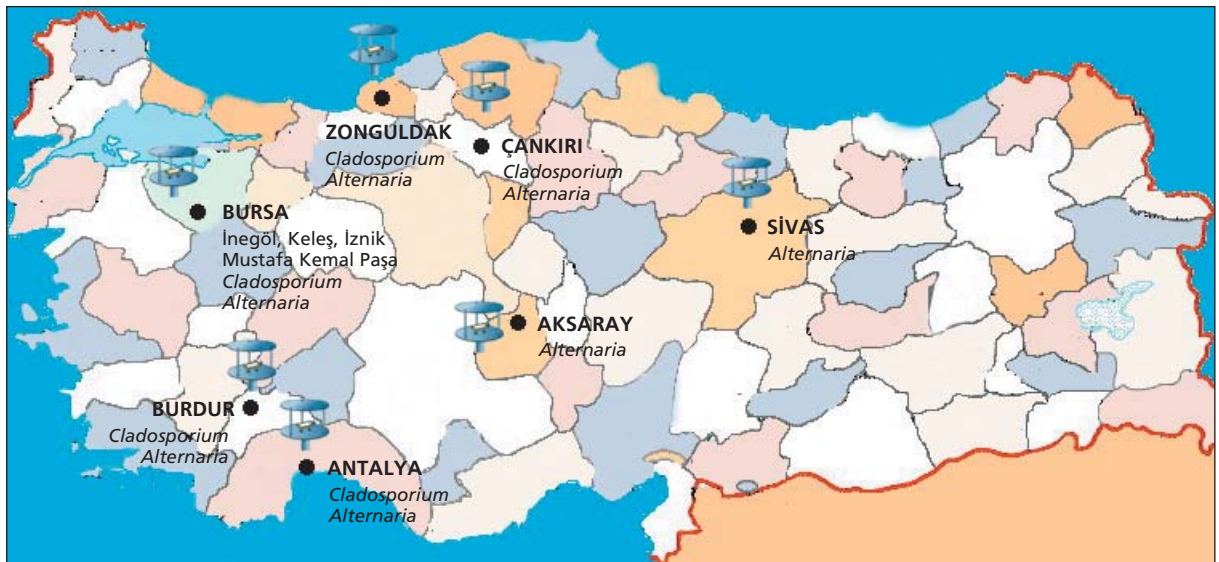 ZONGULDAK
Cladosporium
Alternaria
ÇANKIRI
Cladosporium
Alternaria
BURSA
İnegöl, Keleş, İznik
Mustafa Kemal Paşa
Cladosporium
Alternaria
SİVAS
Alternaria
AKSARAY
Alternaria
BURDUR
Cladosporium
Alternaria
ANTALYA
Cladosporium
Alternaria